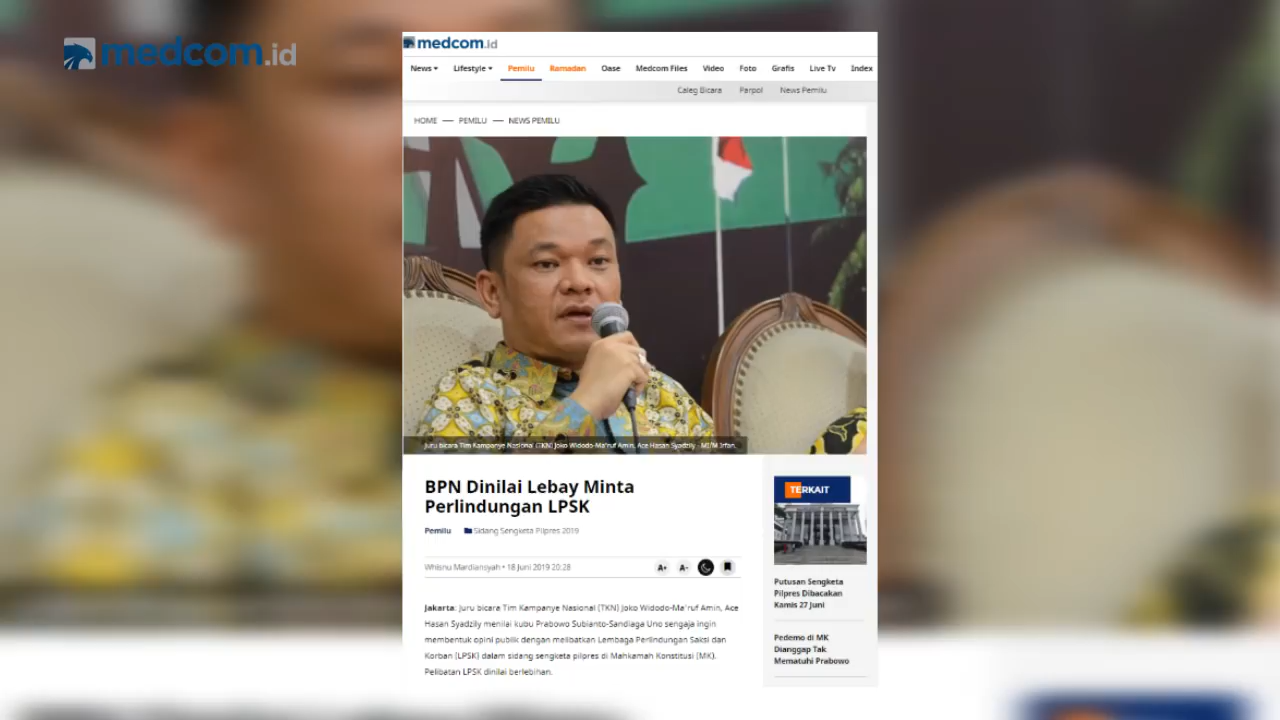 medcom.id
medcom.id
News Lifestyle Pemilu Ramadan Oase Medcom Files Video Foto Grafis Live Tv Index
Caleg Bicara Parpol News Pemilu
HOME — PEMILU — NEWS PEMILU
Juru bicara Tim Kampanye Nasional (TKN) Joko Widodo-Ma'ruf Amin, Ace Hasan Syadzily - MI/M Irfan.
BPN Dinilai Lebay Minta
Perlindungan LPSK
Pemilu Sidang Sengketa Pilpres 2019
Whisnu Mardiansyah • 18 Juni 2019 20:28
A+ A-
Jakarta: Juru bicara Tim Kampanye Nasional (TKN) Joko Widodo-Ma'ruf Amin, Ace
Hasan Syadzily menilai kubu Prabowo Subianto-Sandiaga Uno sengaja ingin
membentuk opini publik dengan melibatkan Lembaga Perlindungan Saksi dan
Korban (LPSK) dalam sidang sengketa pilpres di Mahkamah Konstitusi (MK).
Pelibatan LPSK dinilai berlebihan.
TERKAIT
Putusan Sengketa
Pilpres Dibacakan
Kamis 27 Juni
Pedemo di MK
Dianggap Tak
Mematuhi Prabowo